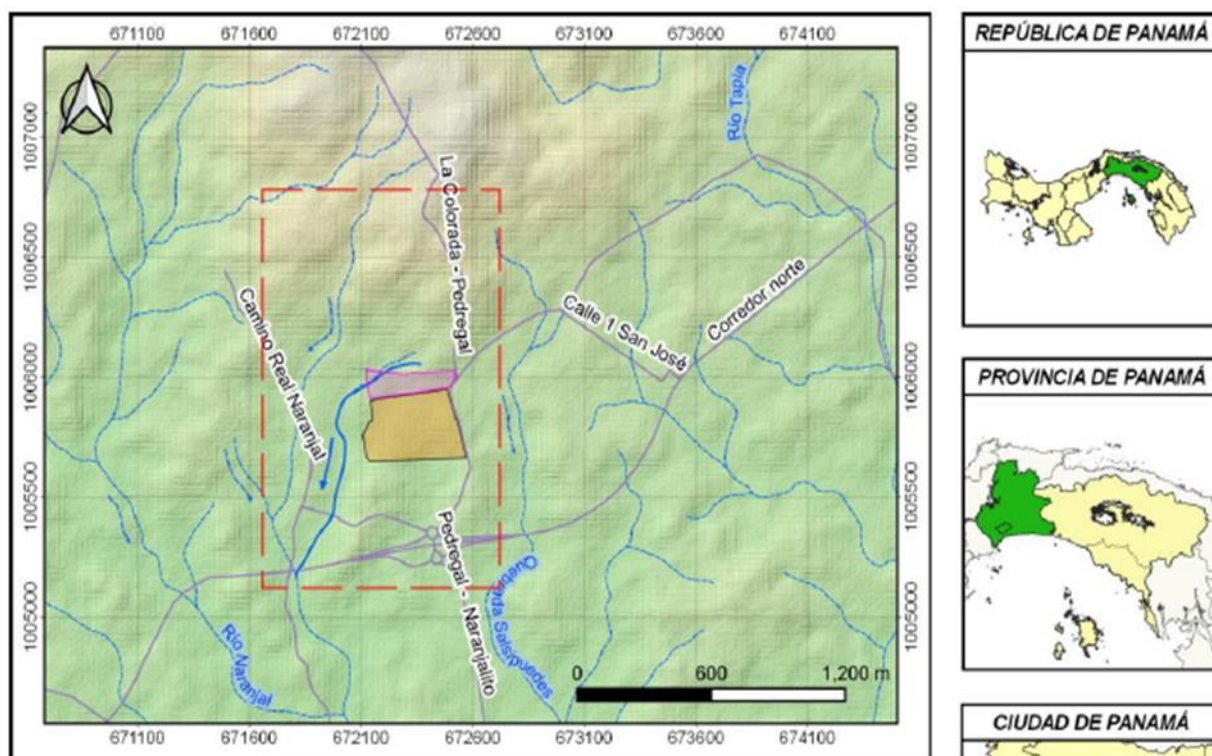 671100 671600 672100 672600 673100 673600 674100
1007000
1006500
1006000
1005500
1005000
Río Tapia
La Colorada - Pedregal
Camino Real Naranjal
Calle 1 San José
Corredor norte
Pedregal - Naranjalito
Quebrada Salsipuedes
Río Naranjal
0 600 1,200 m
1007000
1006500
1006000
1005500
1005000
671100 671600 672100 672600 673100 673600 674100
REPÚBLICA DE PANAMÁ
PROVINCIA DE PANAMÁ
CIUDAD DE PANAMÁ